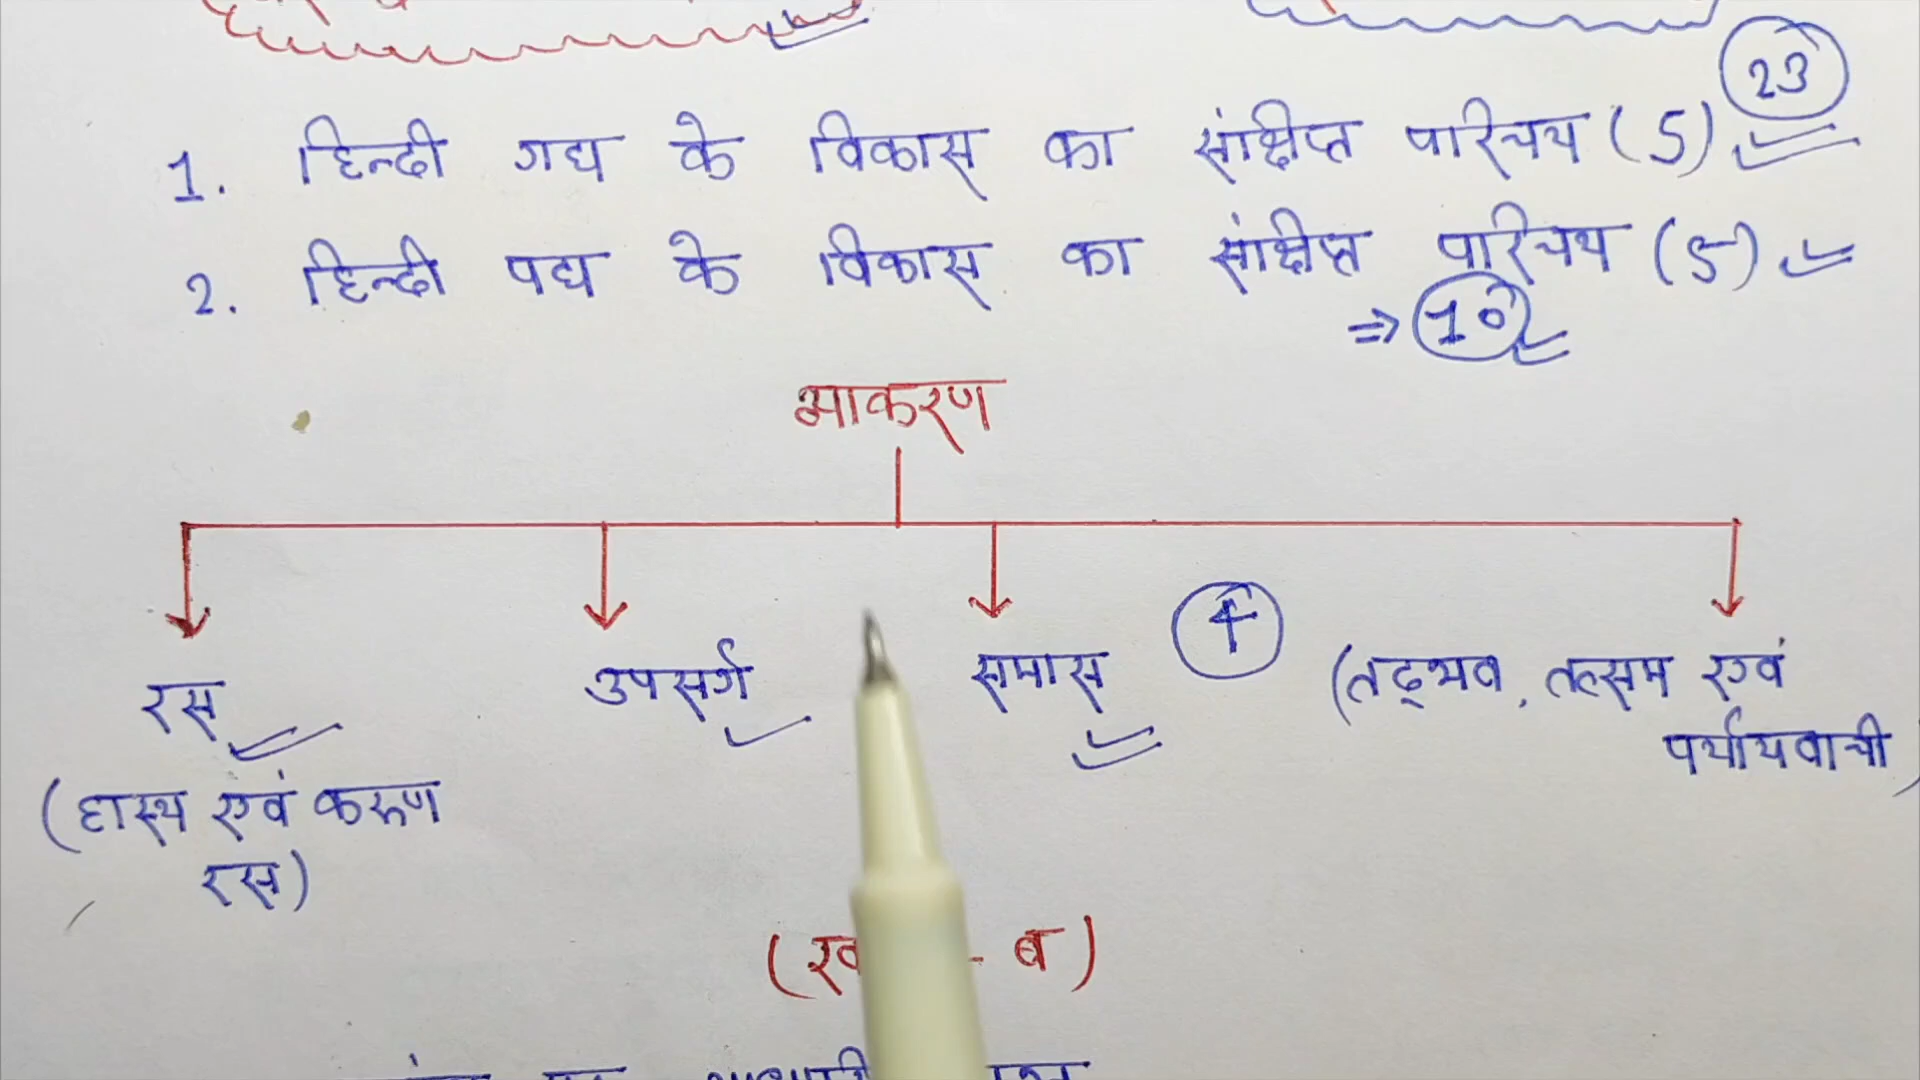 23
1. हिन्दी गद्य के विकास का संक्षिप्त परिचय (5)
2. हिन्दी पद्य के विकास का संक्षिप्त परिचय (5)
⇒ 10
व्याकरण
रस उपसर्ग समास 4 (तद्भव, तत्सम एवं
पर्यायवाची)
(हास्य एवं करुण
रस)
( - ब)